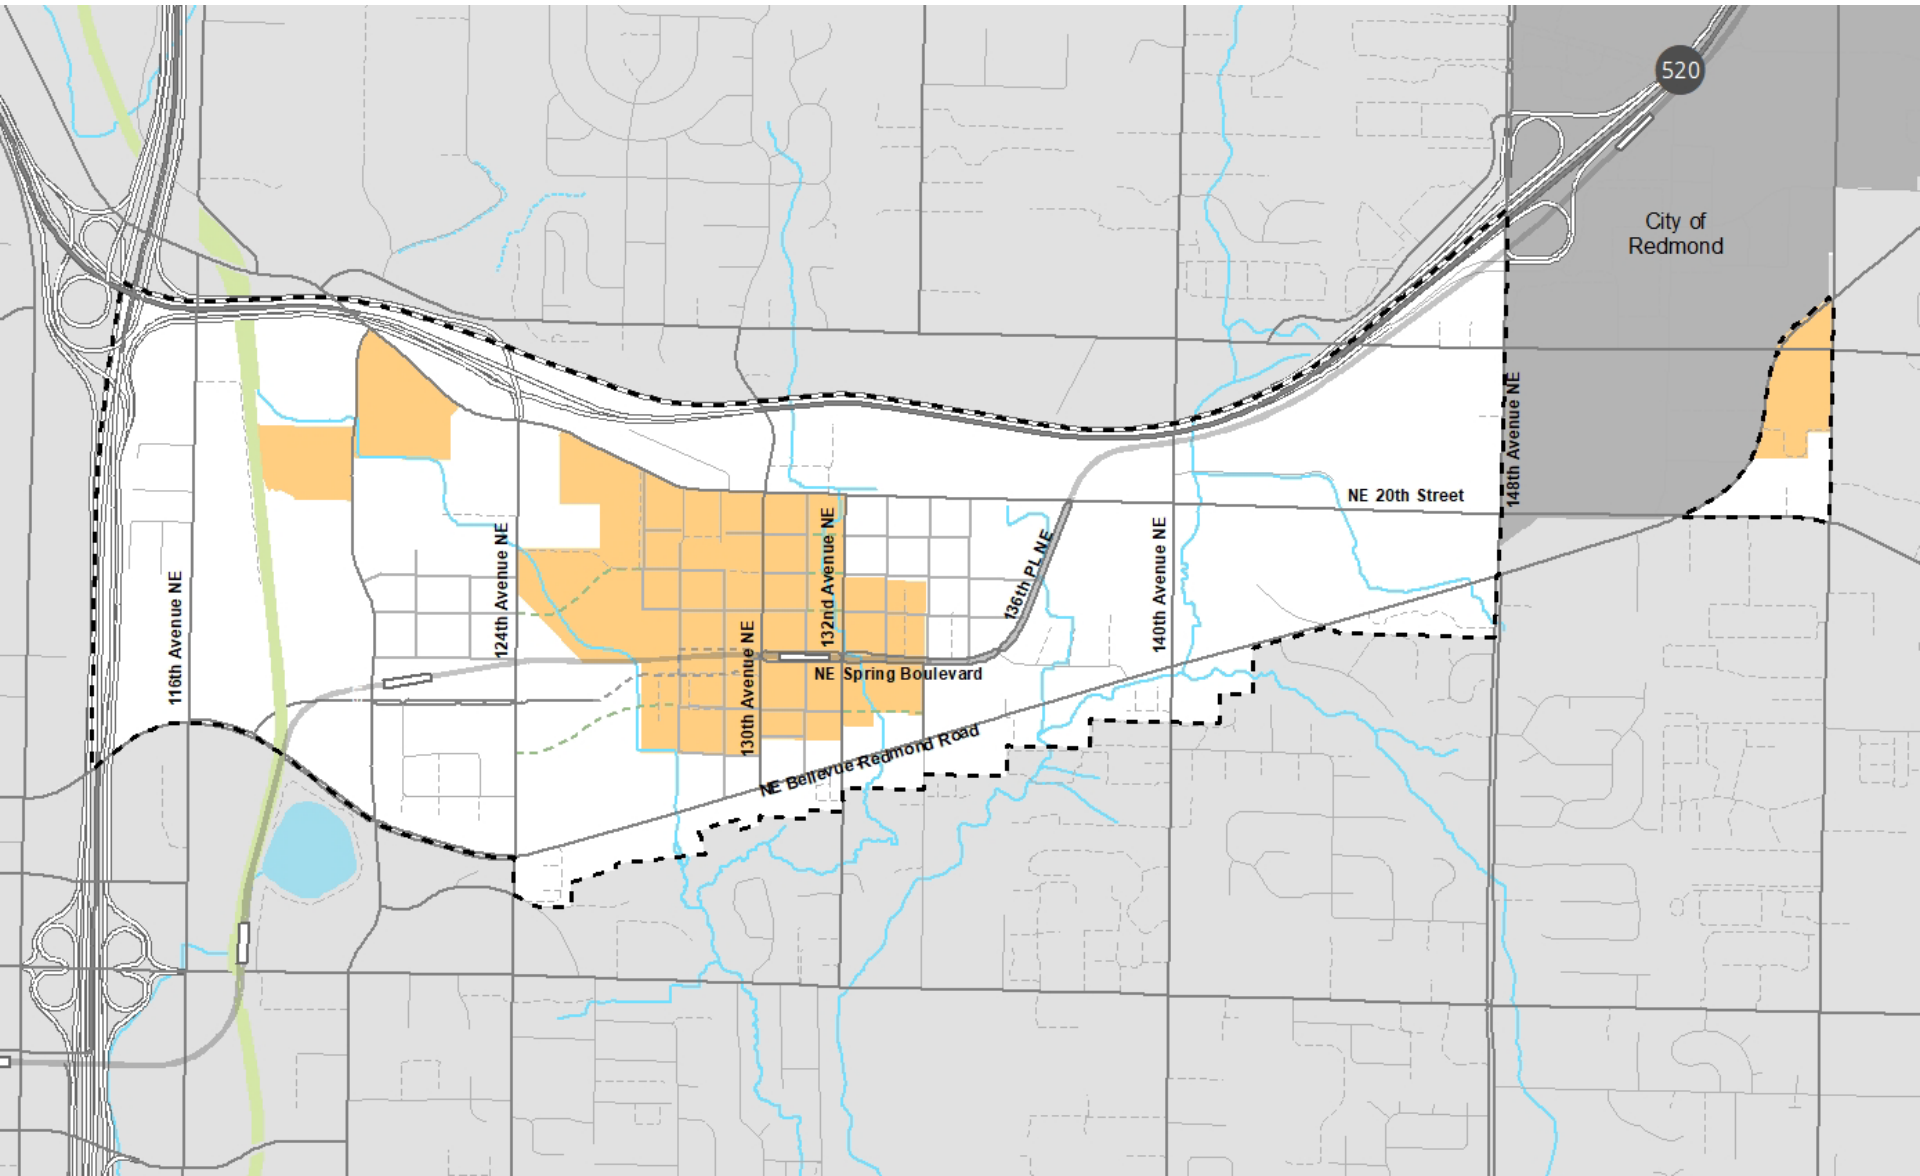 520
City of
Redmond
148th Avenue NE
NE 20th Street
124th Avenue NE
132nd Avenue NE
136th PL NE
140th Avenue NE
116th Avenue NE
130th Avenue NE
NE Spring Boulevard
NE Bellevue Redmond Road